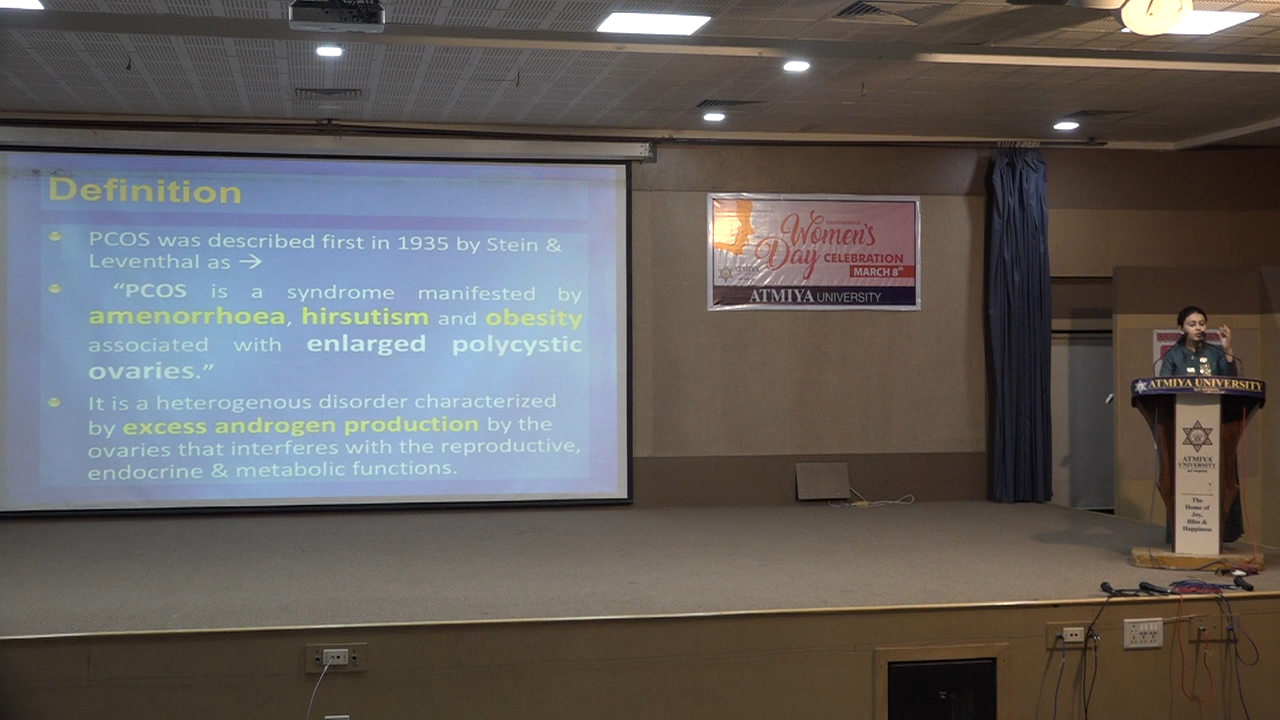 Definition
PCOS was described first in 1935 by Stein &
Leventhal as →
“PCOS is a syndrome manifested by
amenorrhoea, hirsutism and obesity
associated with enlarged polycystic
ovaries.”
It is a heterogenous disorder characterized
by excess androgen production by the
ovaries that interferes with the reproductive,
endocrine & metabolic functions.
Women's
Day CELEBRATION
MARCH 8th
ATMIYA
ATMIYA UNIVERSITY
ATMIYA UNIVERSITY
ATMIYA
UNIVERSITY
The
Home of
Joy,
Bliss &
Happiness